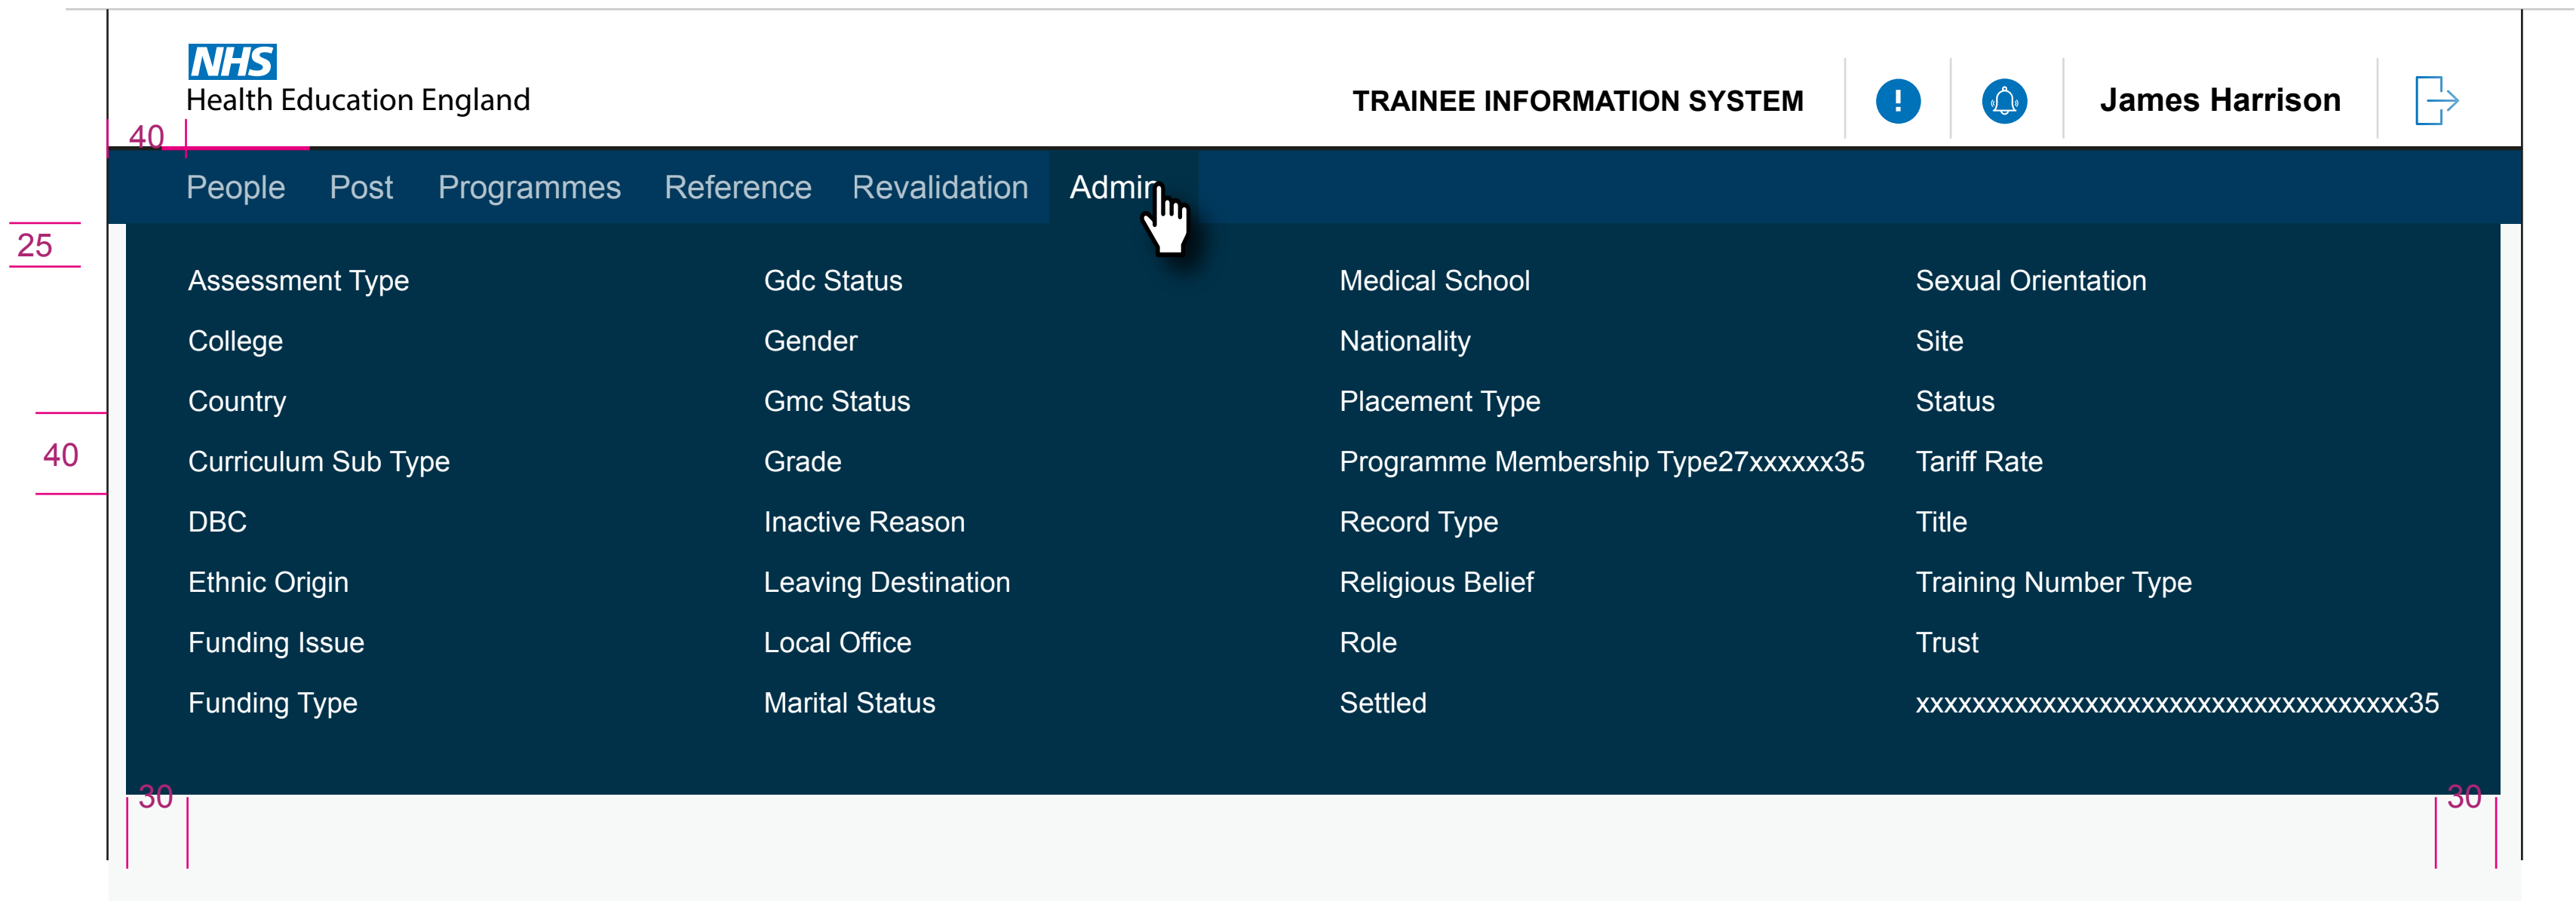 NHS
Health Education England
TRAINEE INFORMATION SYSTEM
!
James Harrison
40
People Post Programmes Reference Revalidation Admin
25
Assessment Type Gdc Status Medical School Sexual Orientation
College Gender Nationality Site
Country Gmc Status Placement Type Status
40
Curriculum Sub Type Grade Programme Membership Type27xxxxxx35 Tariff Rate
DBC Inactive Reason Record Type Title
Ethnic Origin Leaving Destination Religious Belief Training Number Type
Funding Issue Local Office Role Trust
Funding Type Marital Status Settled xxxxxxxxxxxxxxxxxxxxxxxxxxxxxxxxxxx35
30 30